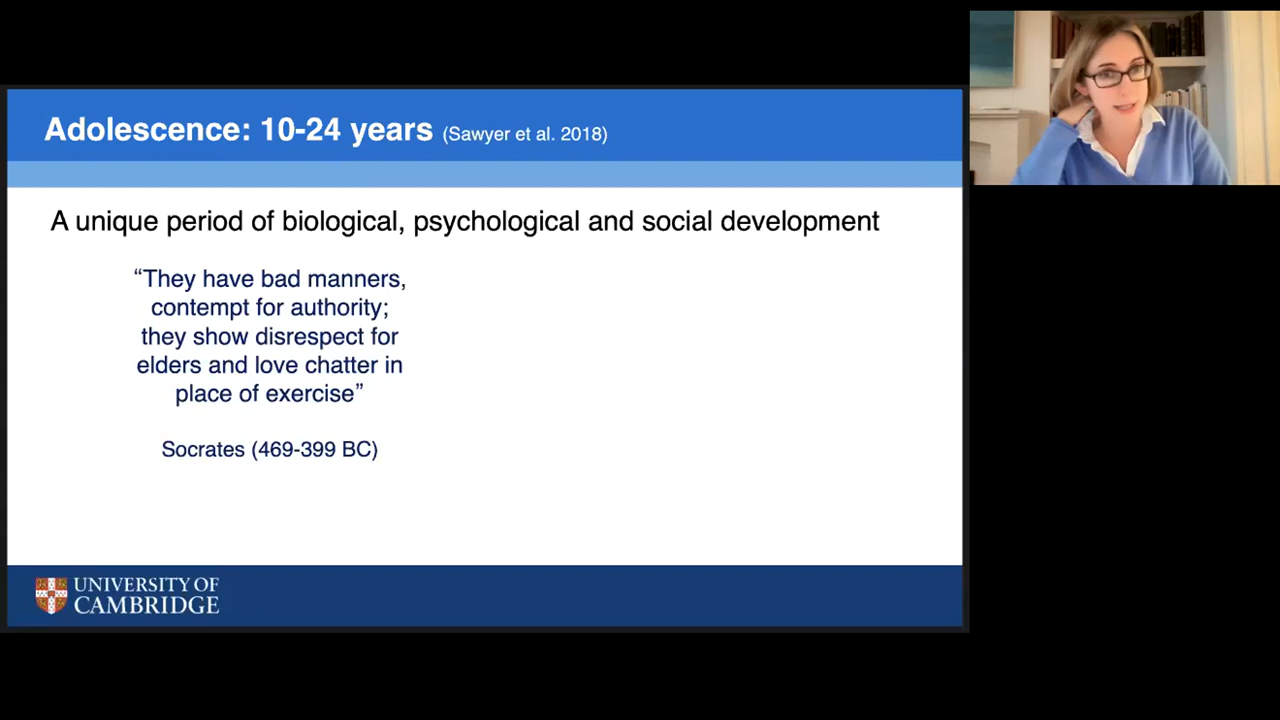 Adolescence: 10-24 years (Sawyer et al. 2018)
A unique period of biological, psychological and social development
“They have bad manners,
contempt for authority;
they show disrespect for
elders and love chatter in
place of exercise”
Socrates (469-399 BC)
UNIVERSITY OF
CAMBRIDGE